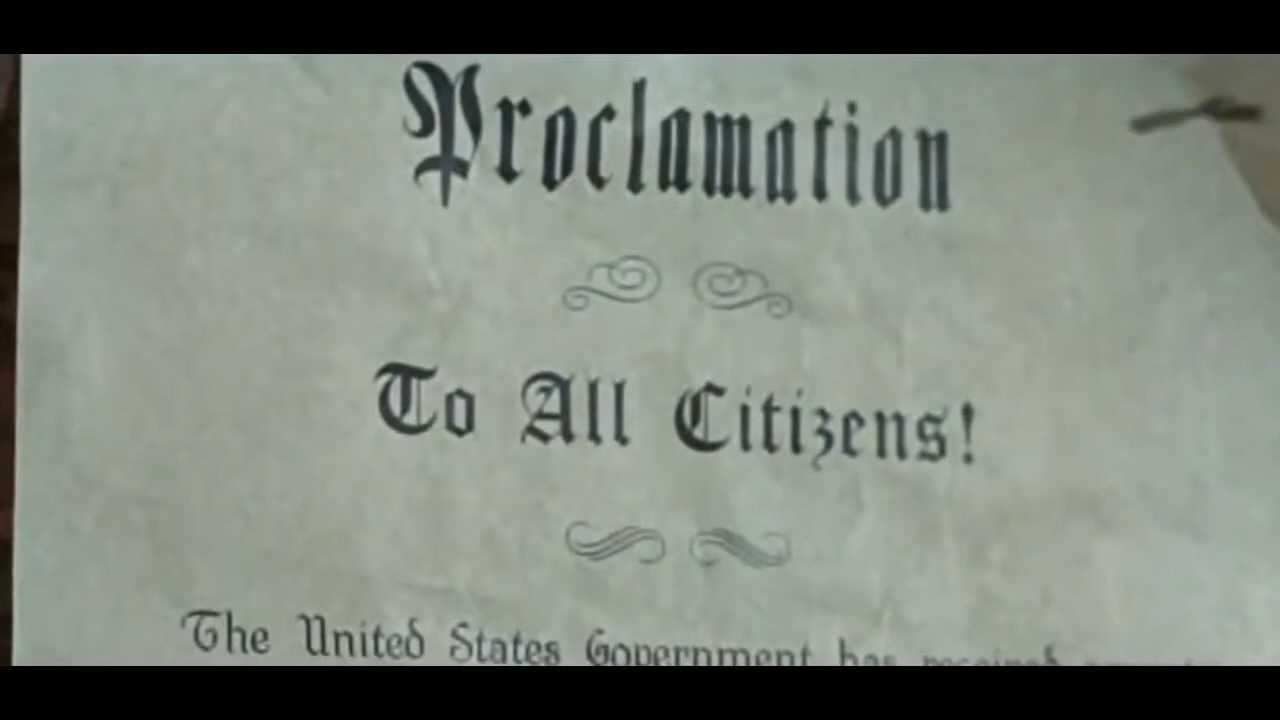 Proclamation
To All Citizens!
The United States Government has received